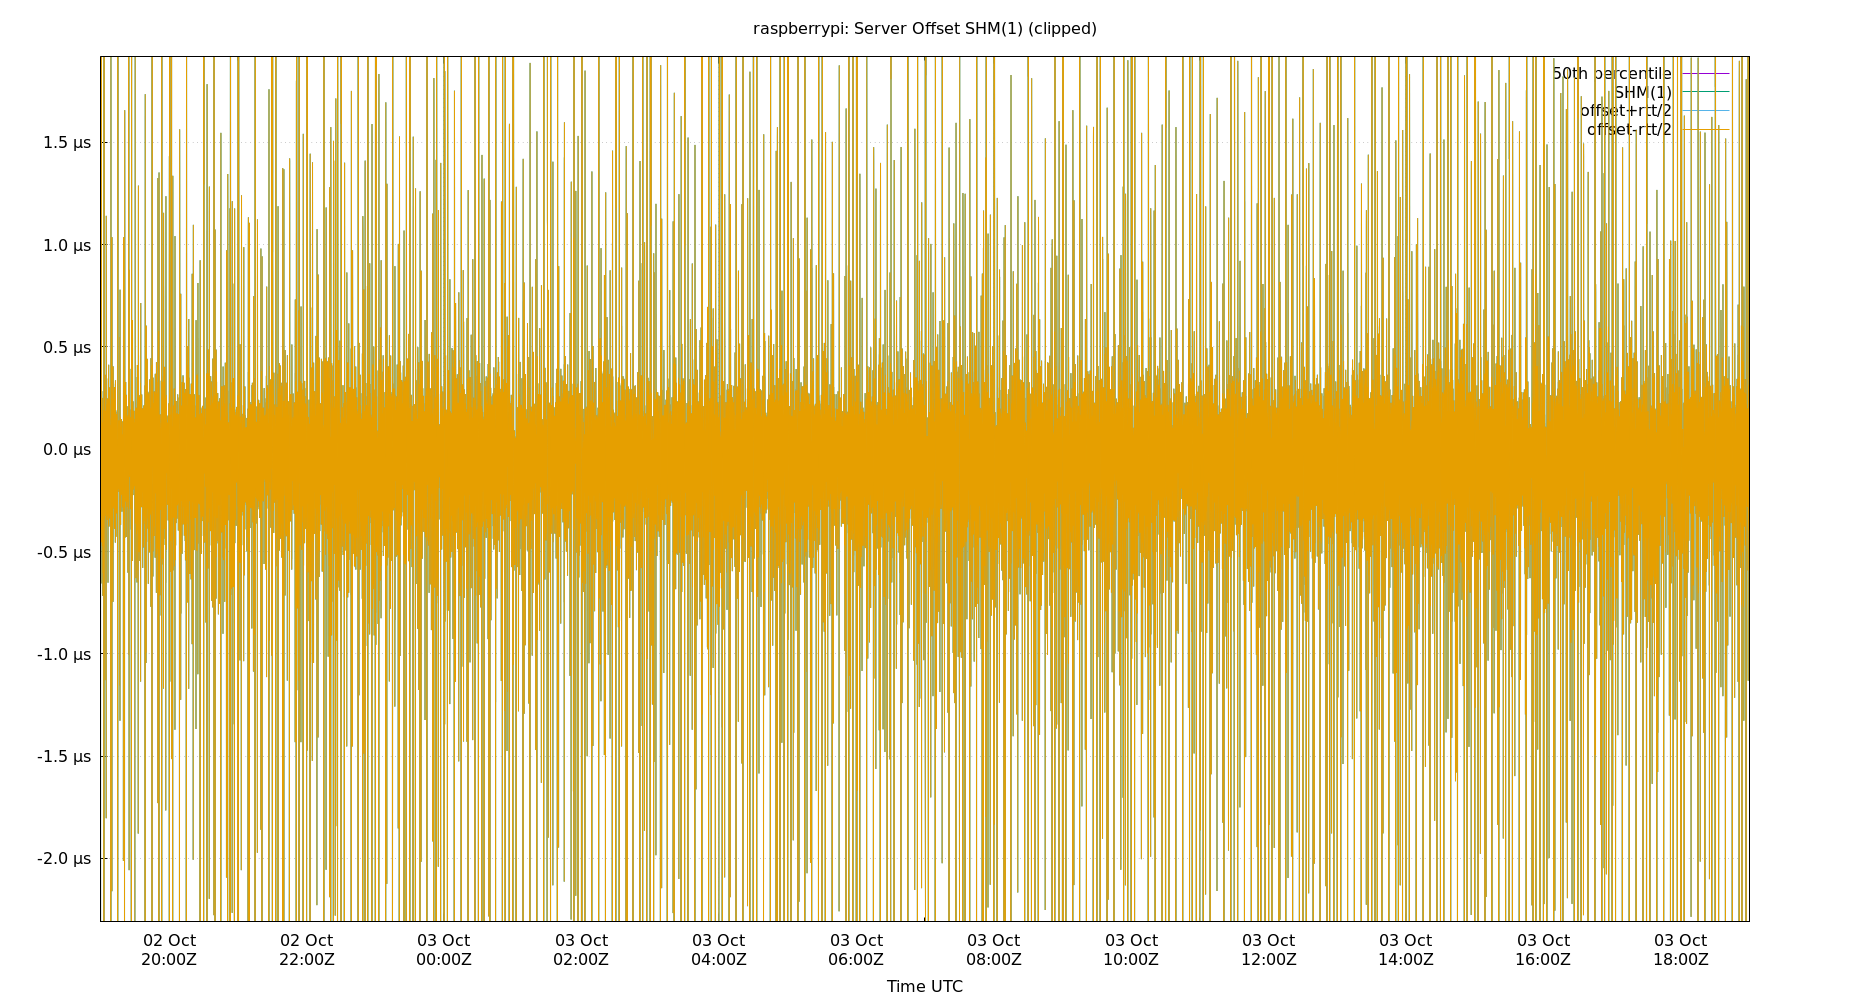 raspberrypi: Server Offset SHM(1) (clipped)
50th percentile
SHM(1)
offset+rtt/2
offset-rtt/2
1.5 µs
1.0 µs
0.5 µs
0.0 µs
-0.5 µs
-1.0 µs
-1.5 µs
-2.0 µs
02 Oct 02 Oct 03 Oct 03 Oct 03 Oct 03 Oct 03 Oct 03 Oct 03 Oct 03 Oct 03 Oct 03 Oct
20:00Z 22:00Z 00:00Z 02:00Z 04:00Z 06:00Z 08:00Z 10:00Z 12:00Z 14:00Z 16:00Z 18:00Z
Time UTC